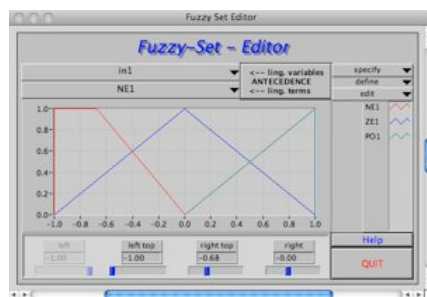 Fuzzy Set Editor
Fuzzy-Set - Editor
in1
NE1
<-- ling. variables
ANTECEDENCE
<-- ling. terms
specify
define
edit
NE1
ZE1
PO1
1.0-
0.8-
0.6-
0.4-
0.2-
0.0-
-1.0 -0.8 -0.6 -0.4 -0.2 0.0 0.2 0.4 0.6 0.8 1.0
left
-1.00
left top
-1.00
right top
-0.68
right
-0.00
Help
QUIT